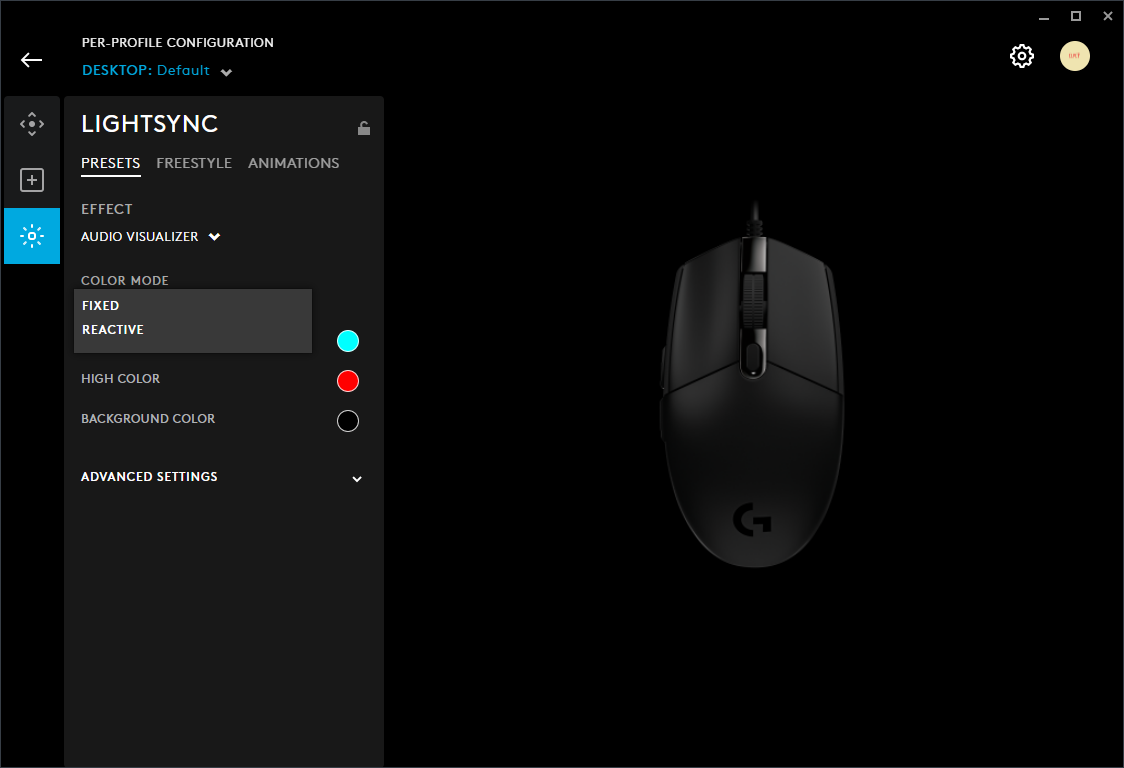 PER-PROFILE CONFIGURATION
DESKTOP: Default
LIGHTSYNC
PRESETS FREESTYLE ANIMATIONS
EFFECT
AUDIO VISUALIZER
COLOR MODE
FIXED
REACTIVE
HIGH COLOR
BACKGROUND COLOR
ADVANCED SETTINGS